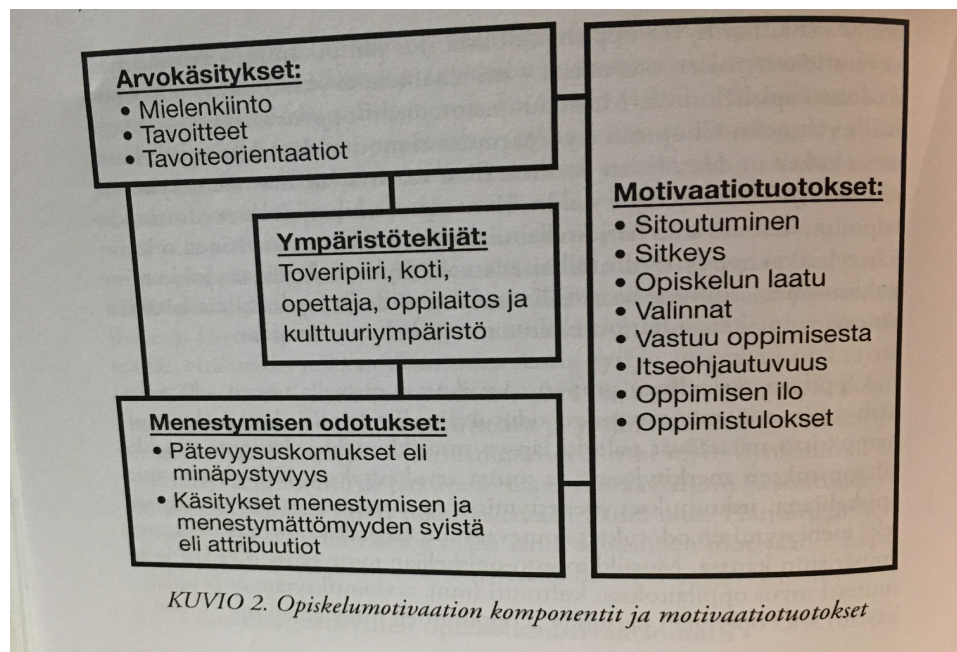 Arvokäsitykset:
• Mielenkiinto
• Tavoitteet
• Tavoiteorientaatiot
Ympäristötekijät:
Toveripiiri, koti,
opettaja, oppilaitos ja
kulttuuriympäristö
Menestymisen odotukset:
• Pätevyysuskomukset eli
minäpystyvyys
• Käsitykset menestymisen ja
menestymättömyyden syistä
eli attribuutiot
Motivaatiotuotokset:
• Sitoutuminen
• Sitkeys
• Opiskelun laatu
• Valinnat
• Vastuu oppimisesta
• Itseohjautuvuus
• Oppimisen ilo
• Oppimistulokset
KUVIO 2. Opiskelumotivaation komponentit ja motivaatiotuotokset